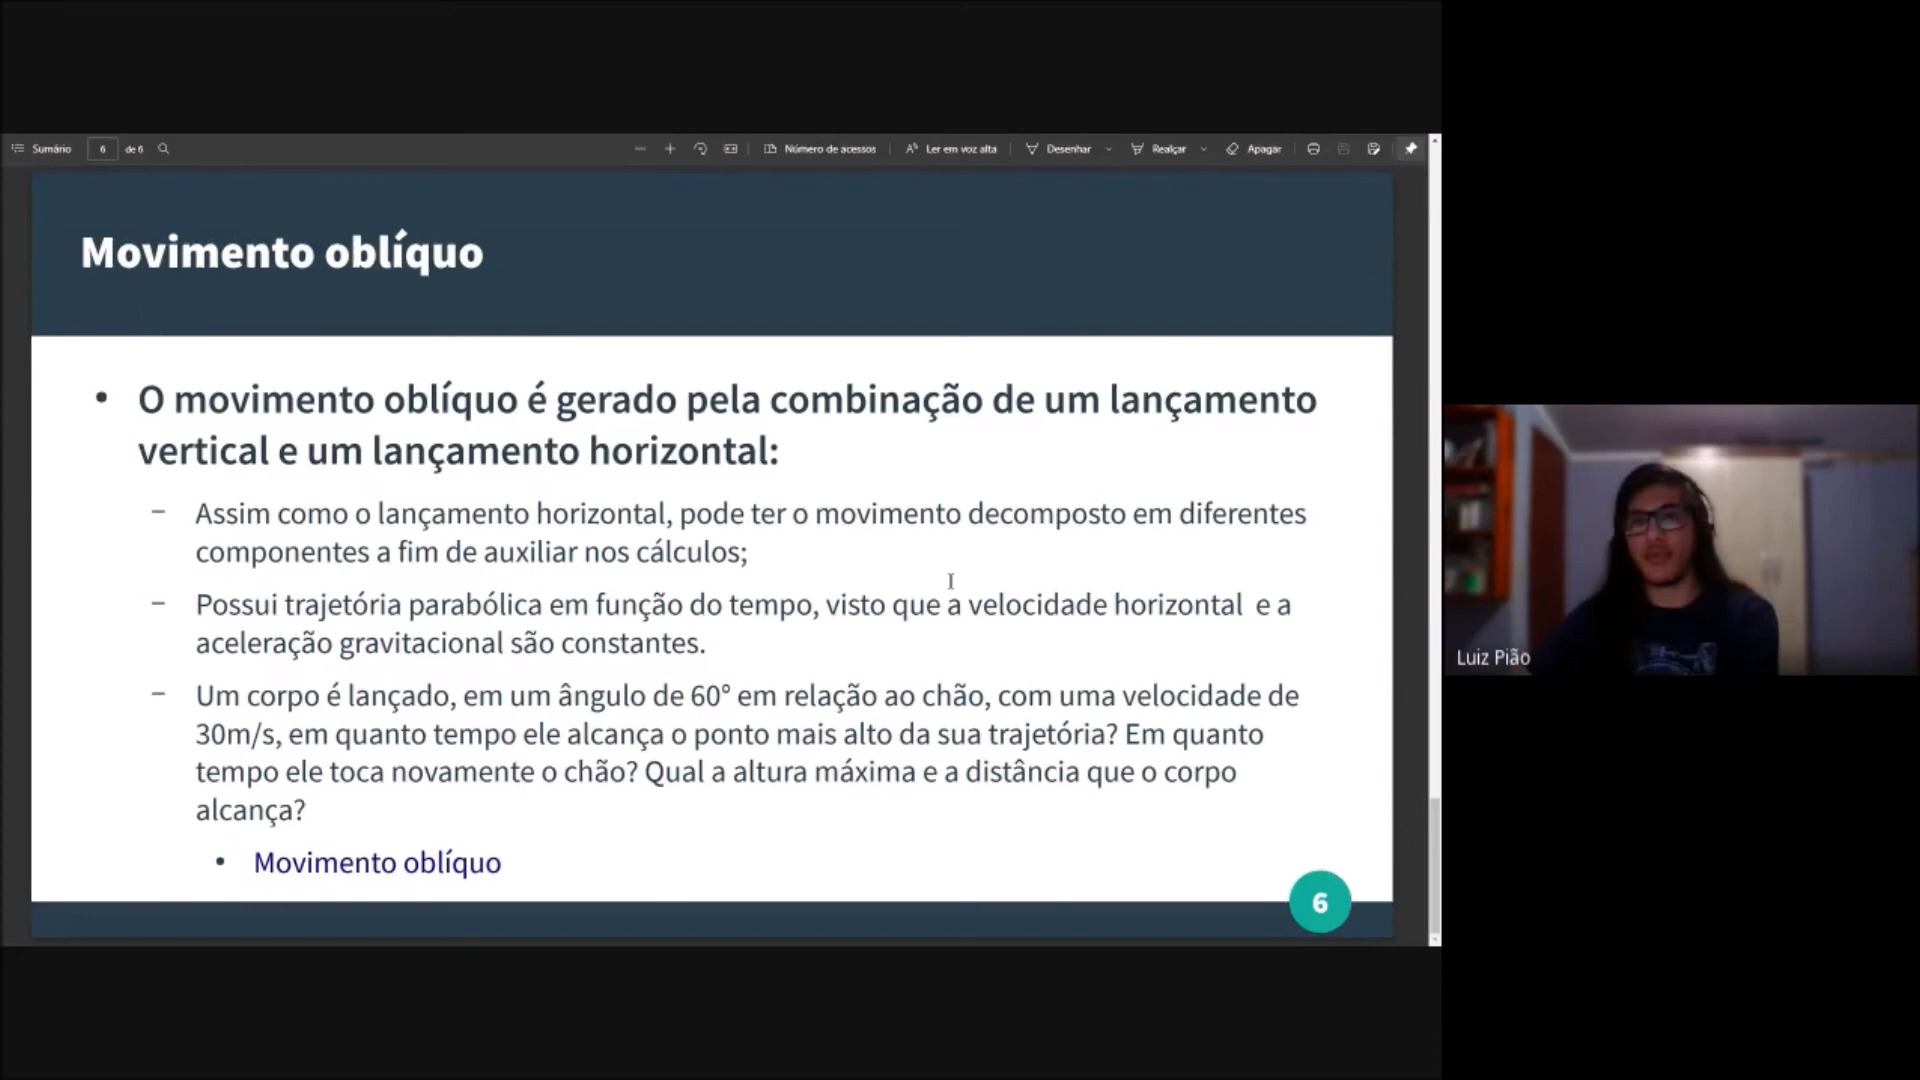 Sumário 6 de 6 Número de acessos Ler em voz alta Desenhar Realçar Apagar
Movimento oblíquo
• O movimento oblíquo é gerado pela combinação de um lançamento
vertical e um lançamento horizontal:
– Assim como o lançamento horizontal, pode ter o movimento decomposto em diferentes
componentes a fim de auxiliar nos cálculos;
– Possui trajetória parabólica em função do tempo, visto que a velocidade horizontal e a
aceleração gravitacional são constantes.
– Um corpo é lançado, em um ângulo de 60° em relação ao chão, com uma velocidade de
30m/s, em quanto tempo ele alcança o ponto mais alto da sua trajetória? Em quanto
tempo ele toca novamente o chão? Qual a altura máxima e a distância que o corpo
alcança?
• Movimento oblíquo
6
Luiz Pião